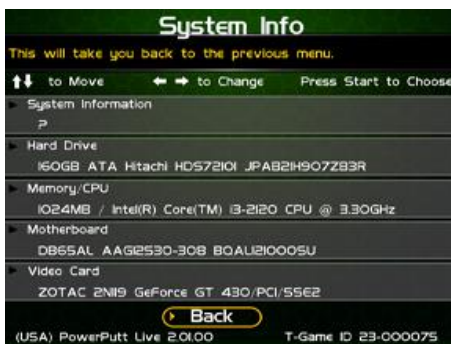 System Info
This will take you back to the previous menu.
↑↓ to Move ← → to Change Press Start to Choose
System Information
?
Hard Drive
160GB ATA Hitachi HDS72101 JPAB21H907ZB3R
Memory/CPU
1024MB / Intel(R) Core(TM) i3-2120 CPU @ 3.30GHz
Motherboard
DB65AL AAG12530-308 BQAL121000SU
Video Card
ZOTAC 2N119 GeForce GT 430/PCI/SSE2
Back
(USA) PowerPutt Live 2.01.00 T-Game ID 23-000075